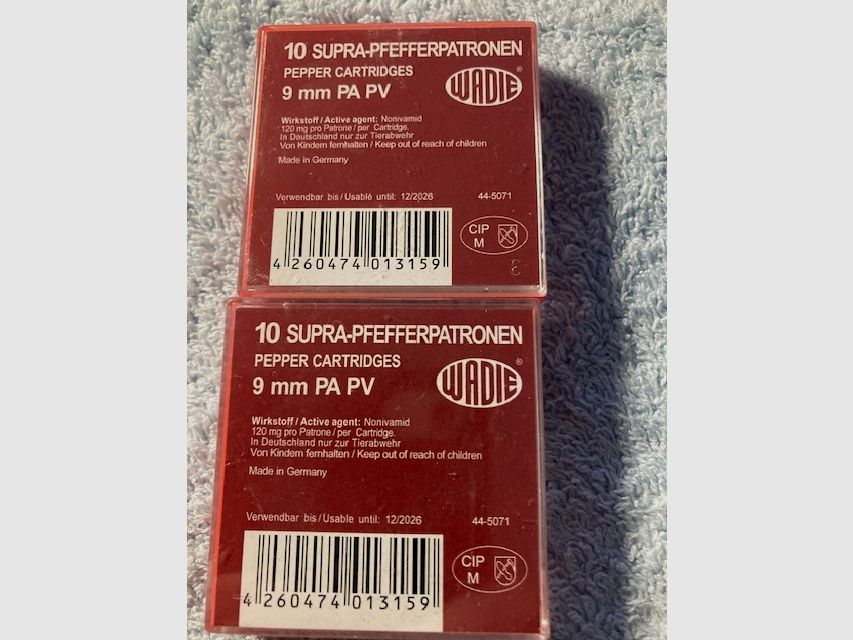 10 SUPRA-PFEFFERPATRONEN
PEPPER CARTRIDGES
9 mm PA PV
WADIE®
Wirkstoff / Active agent: Nonivamid
120 mg pro Patrone / per Cartridge.
In Deutschland nur zur Tierabwehr
Von Kindern fernhalten / Keep out of reach of children
Made in Germany
Verwendbar bis / Usable until: 12/2026 44-5071
CIP
M
4 260474 013159
8
10 SUPRA-PFEFFERPATRONEN
PEPPER CARTRIDGES
9 mm PA PV
WADIE®
Wirkstoff / Active agent: Nonivamid
120 mg pro Patrone / per Cartridge.
In Deutschland nur zur Tierabwehr
Von Kindern fernhalten / Keep out of reach of children
Made in Germany
Verwendbar bis / Usable until: 12/2026 44-5071
CIP
M
4 260474 013159